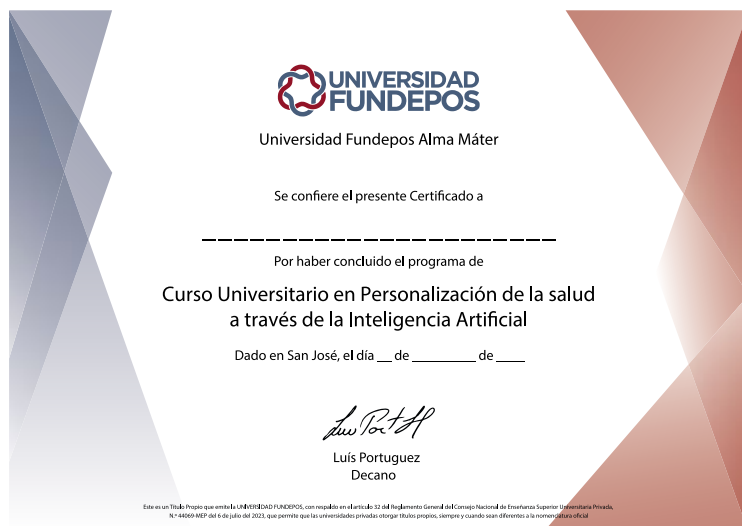 UNIVERSIDAD
FUNDEPOS
Universidad Fundepos Alma Máter
Se confiere el presente Certificado a
Por haber concluido el programa de
Curso Universitario en Personalización de la salud
a través de la Inteligencia Artificial
Dado en San José, el día __ de ________ de ____
Luís Portuguez
Decano
Este es un Título Propio que emite la UNIVERSIDAD FUNDEPOS, con respaldo en el artículo 32 del Reglamento General del Consejo Nacional de Enseñanza Superior Universitaria Privada,
N.º 44069-MEP del 6 de julio del 2023, que permite que las universidades privadas otorgar títulos propios, siempre y cuando sean diferentes a la nomenclatura oficial